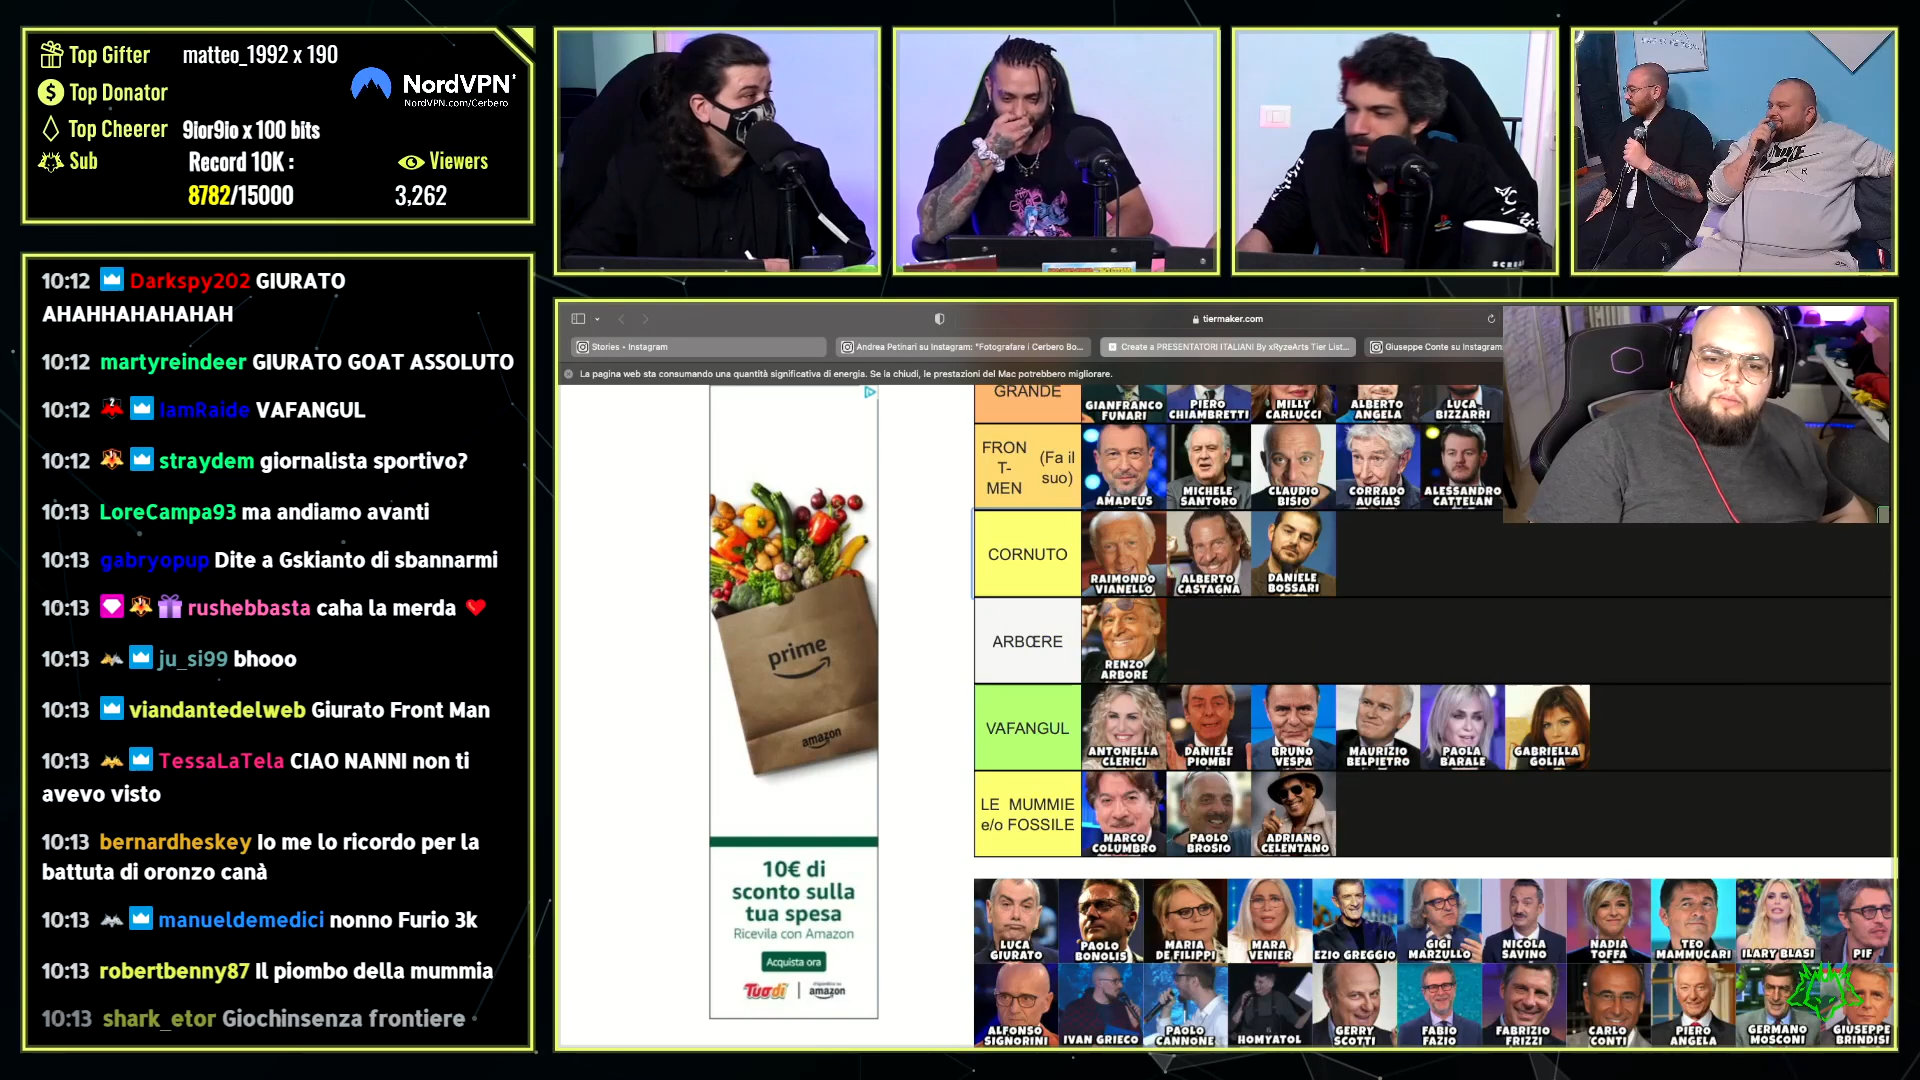 Top Gifter matteo_1992 x 190
Top Donator
Top Cheerer 9lor9lo x 100 bits
Sub Record 10K :
8782/15000
NordVPN
NordVPN.com/Cerbero
Viewers
3,262
10:12 Darkspy202 GIURATO
AHAHHAHAHAHAH
10:12 martyreindeer GIURATO GOAT ASSOLUTO
10:12 IamRaide VAFANGUL
10:12 straydem giornalista sportivo?
10:13 LoreCampa93 ma andiamo avanti
10:13 gabryopup Dite a Gskianto di sbannarmi
10:13 rushebbasta caha la merda
10:13 ju_si99 bhooo
10:13 viandantedelweb Giurato Front Man
10:13 TessaLaTela CIAO NANNI non ti
avevo visto
10:13 bernardheskey Io me lo ricordo per la
battuta di oronzo canà
10:13 manueldemedici nonno Furio 3k
10:13 robertbenny87 Il piombo della mummia
10:13 shark_etor Giochinsenza frontiere
tiermaker.com
Stories • Instagram
Andrea Petinari su Instagram: "Fotografare i Cerbero Bo...
Create a PRESENTATORI ITALIANI By xRyzeArts Tier List...
Giuseppe Conte su Instagram
La pagina web sta consumando una quantità significativa di energia. Se la chiudi, le prestazioni del Mac potrebbero migliorare.
prime
amazon
10€ di
sconto sulla
tua spesa
Ricevila con Amazon
Acquista ora
Tuodì
disponibile su
amazon
GRANDE
GIANFRANCO FUNARI
PIERO CHIAMBRETTI
MILLY CARLUCCI
ALBERTO ANGELA
LUCA BIZZARRI
FRON
T-
MEN
(Fa il
suo)
AMADEUS
MICHELE SANTORO
CLAUDIO BISIO
CORRADO AUGIAS
ALESSANDRO CATTELAN
CORNUTO
RAIMONDO VIANELLO
ALBERTO CASTAGNA
DANIELE BOSSARI
ARBŒRE
RENZO ARBORE
VAFANGUL
ANTONELLA CLERICI
DANIELE PIOMBI
BRUNO VESPA
MAURIZIO BELPIETRO
PAOLA BARALE
GABRIELLA GOLIA
LE MUMMIE
e/o FOSSILE
MARCO COLUMBRO
PAOLO BROSIO
ADRIANO CELENTANO
LUCA GIURATO
PAOLO BONOLIS
MARIA DE FILIPPI
MARA VENIER
EZIO GREGGIO
GIGI MARZULLO
NICOLA SAVINO
NADIA TOFFA
TEO MAMMUCARI
ILARY BLASI
PIF
ALFONSO SIGNORINI
IVAN GRIECO
PAOLO CANNONE
HOMYATOL
GERRY SCOTTI
FABIO FAZIO
FABRIZIO FRIZZI
CARLO CONTI
PIERO ANGELA
GERMANO MOSCONI
GIUSEPPE BRINDISI